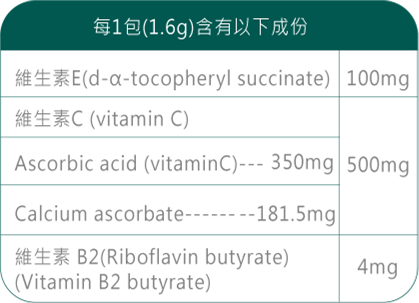 每1包(1.6g)含有以下成份
維生素E(d-α-tocopheryl succinate) 100mg
維生素C (vitamin C)
Ascorbic acid (vitaminC)--- 350mg 500mg
Calcium ascorbate------ --181.5mg
維生素 B2(Riboflavin butyrate)
(Vitamin B2 butyrate) 4mg